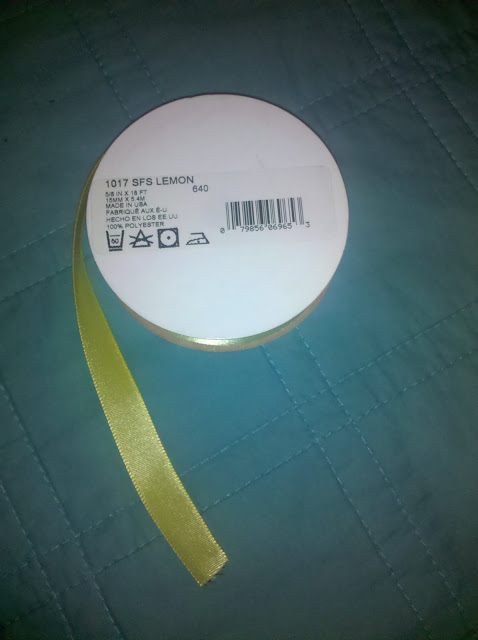 1017 SFS LEMON
640
5/8 IN X 18 FT
15MM X 5.4M
MADE IN USA
FABRIQUÉ AUX É-U.
HECHO EN LOS EE.UU.
100% POLYESTER
50
0 79856 06965 3